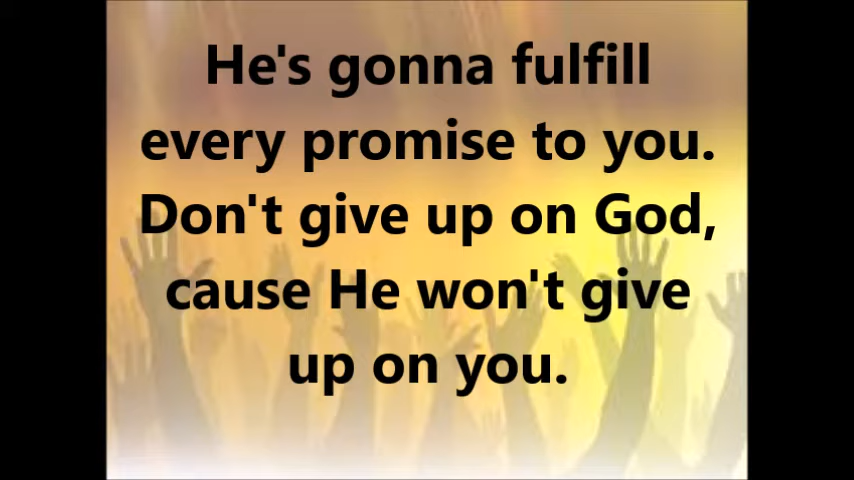 He's gonna fulfill
every promise to you.
Don't give up on God,
cause He won't give
up on you.